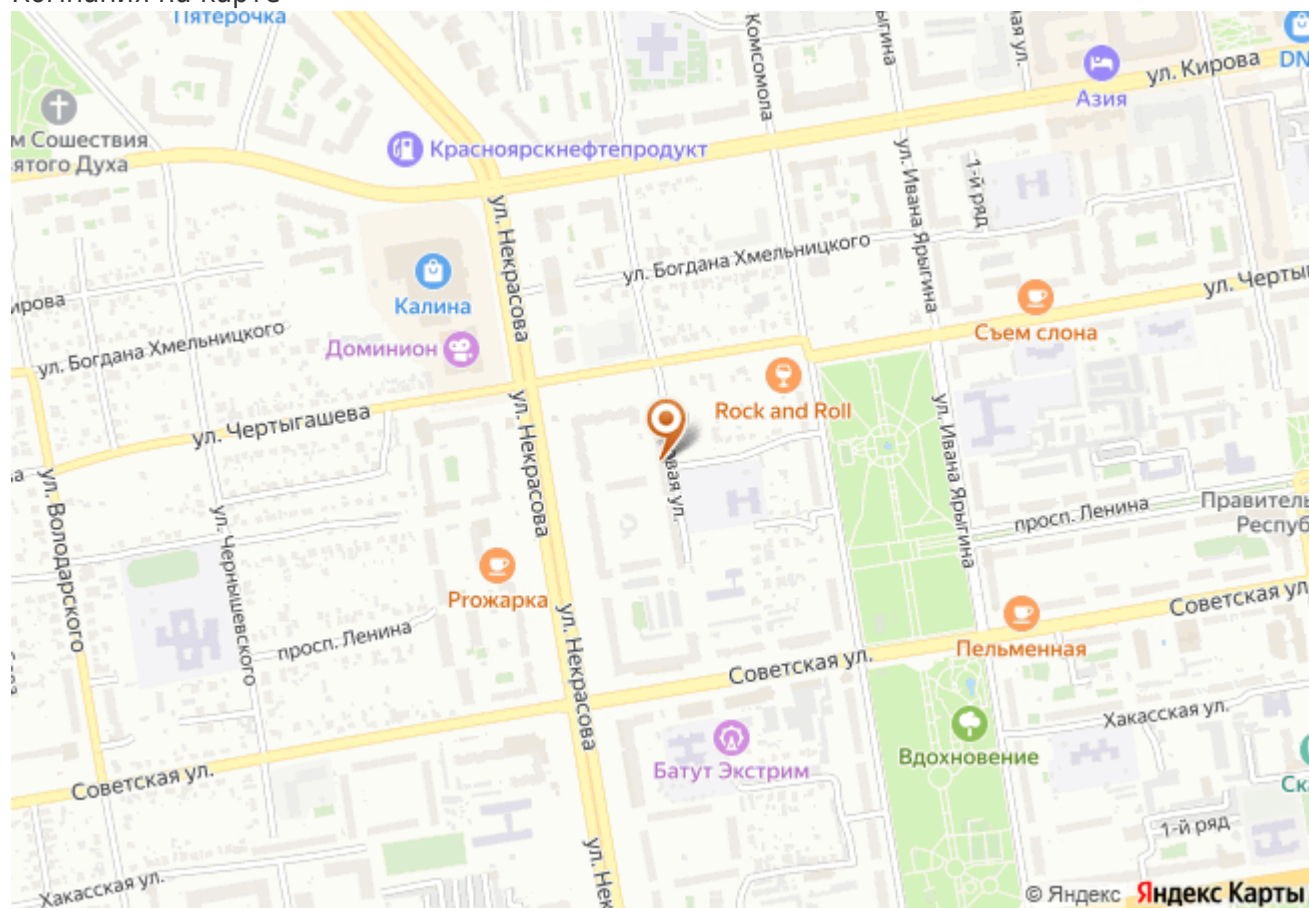 Пятерочка
Комсомола
ул. Кирова
DN
Азия
м Сошествия
ятого Духа
Красноярскнефтепродукт
ул. Некрасова
ул. Ивана Ярыгина
1-й ряд
ул. Богдана Хмельницкого
Калина
ирова
ул. Богдана Хмельницкого
Доминион
Съем слона
ул. Черты
Rock and Roll
ул. Чертыгашева
ул. Некрасова
ул. Ивана Ярыгина
вая ул.
ул. Володарского
ул. Чернышевского
просп. Ленина
Правитель
Респуб
Prожарка
Советская ул
просп. Ленина
Пельменная
ул. Некрасова
Советская ул.
Хакасская ул.
Вдохновение
Батут Экстрим
Советская ул.
Ск
1-й ряд
ул. Нек
Хакасская ул.
© Яндекс Яндекс Карты